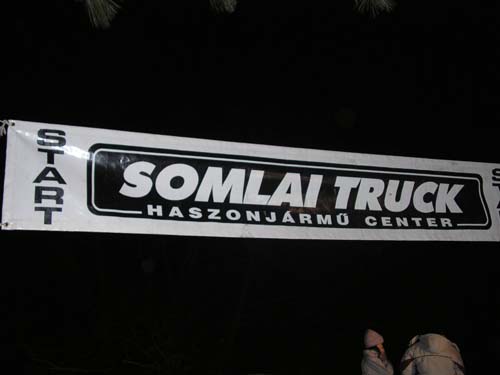 START
SOMLAI TRUCK
HASZONJÁRMŰ CENTER